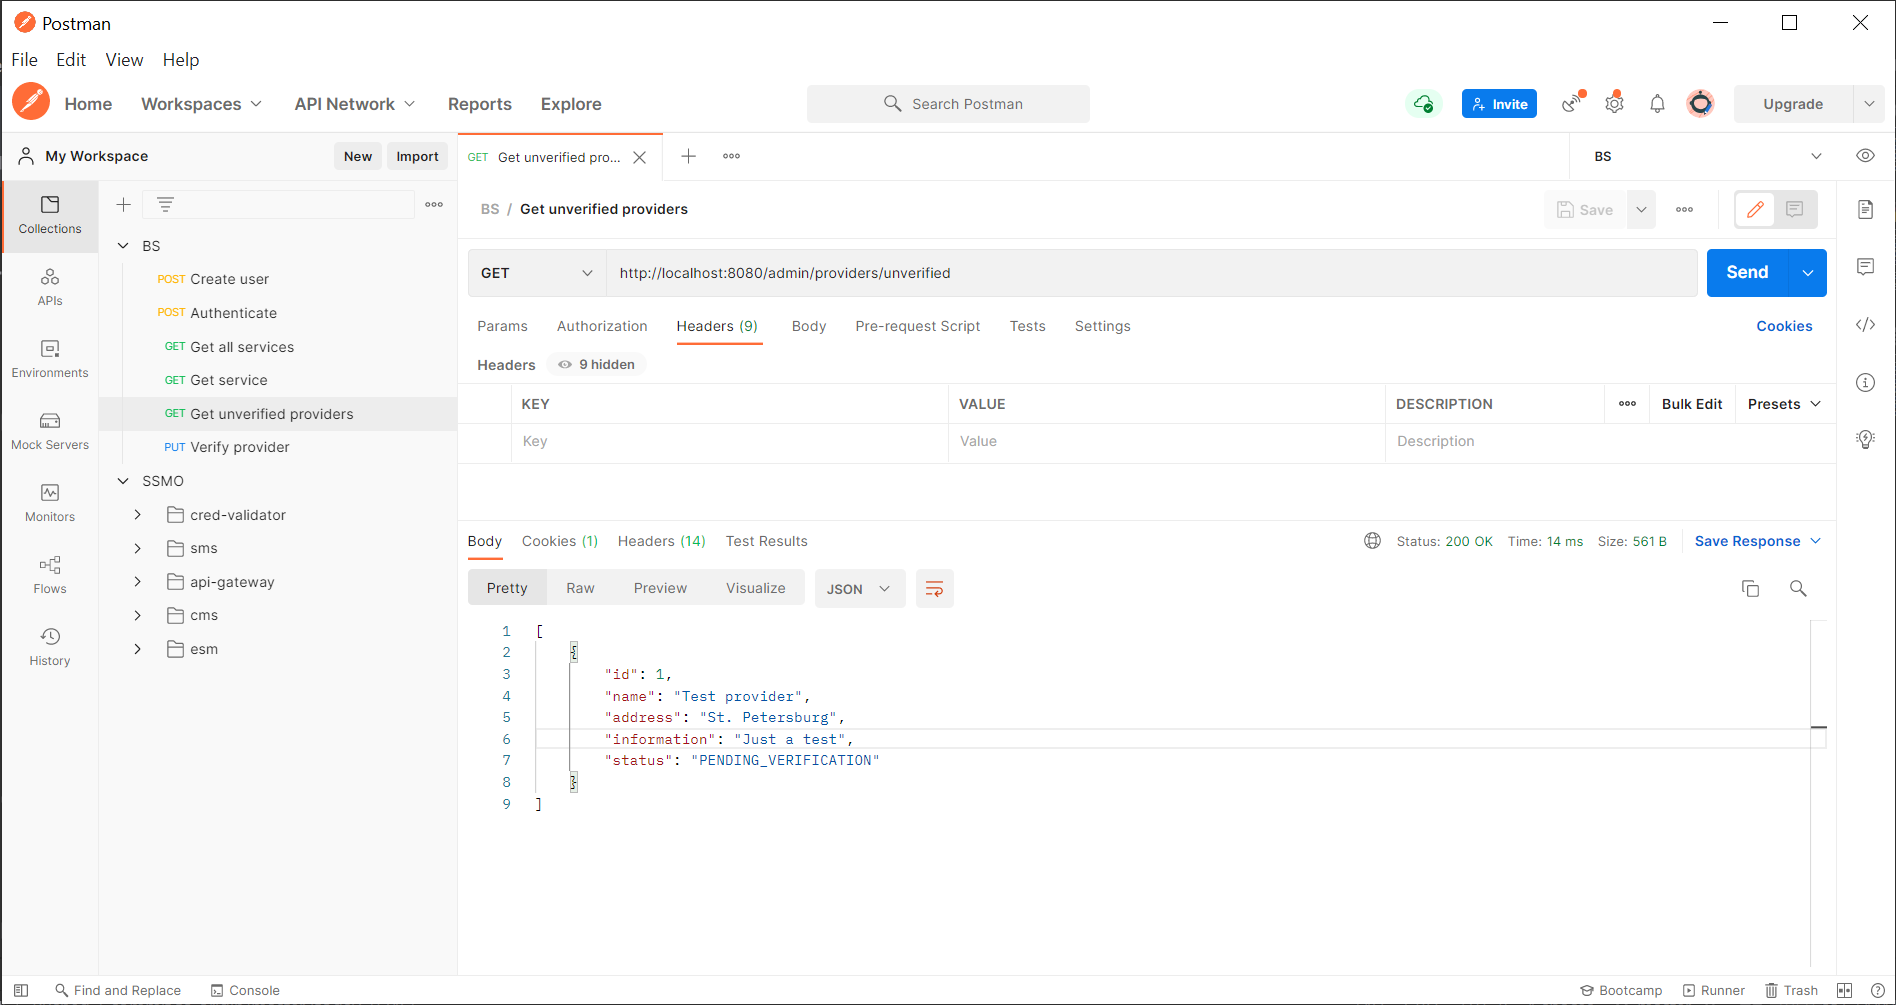 Postman
File Edit View Help
Home Workspaces API Network Reports Explore Search Postman Invite Upgrade
My Workspace New Import GET Get unverified pro... BS
Collections
APIs
Environments
Mock Servers
Monitors
Flows
History
BS
POST Create user
POST Authenticate
GET Get all services
GET Get service
GET Get unverified providers
PUT Verify provider
SSMO
cred-validator
sms
api-gateway
cms
esm
BS / Get unverified providers Save
GET http://localhost:8080/admin/providers/unverified Send
Params Authorization Headers (9) Body Pre-request Script Tests Settings Cookies
Headers 9 hidden
KEY VALUE DESCRIPTION Bulk Edit Presets
Key Value Description
Body Cookies (1) Headers (14) Test Results Status: 200 OK Time: 14 ms Size: 561 B Save Response
Pretty Raw Preview Visualize JSON
1 [
2 {
3 "id": 1,
4 "name": "Test provider",
5 "address": "St. Petersburg",
6 "information": "Just a test",
7 "status": "PENDING_VERIFICATION"
8 }
9 ]
Find and Replace Console Bootcamp Runner Trash